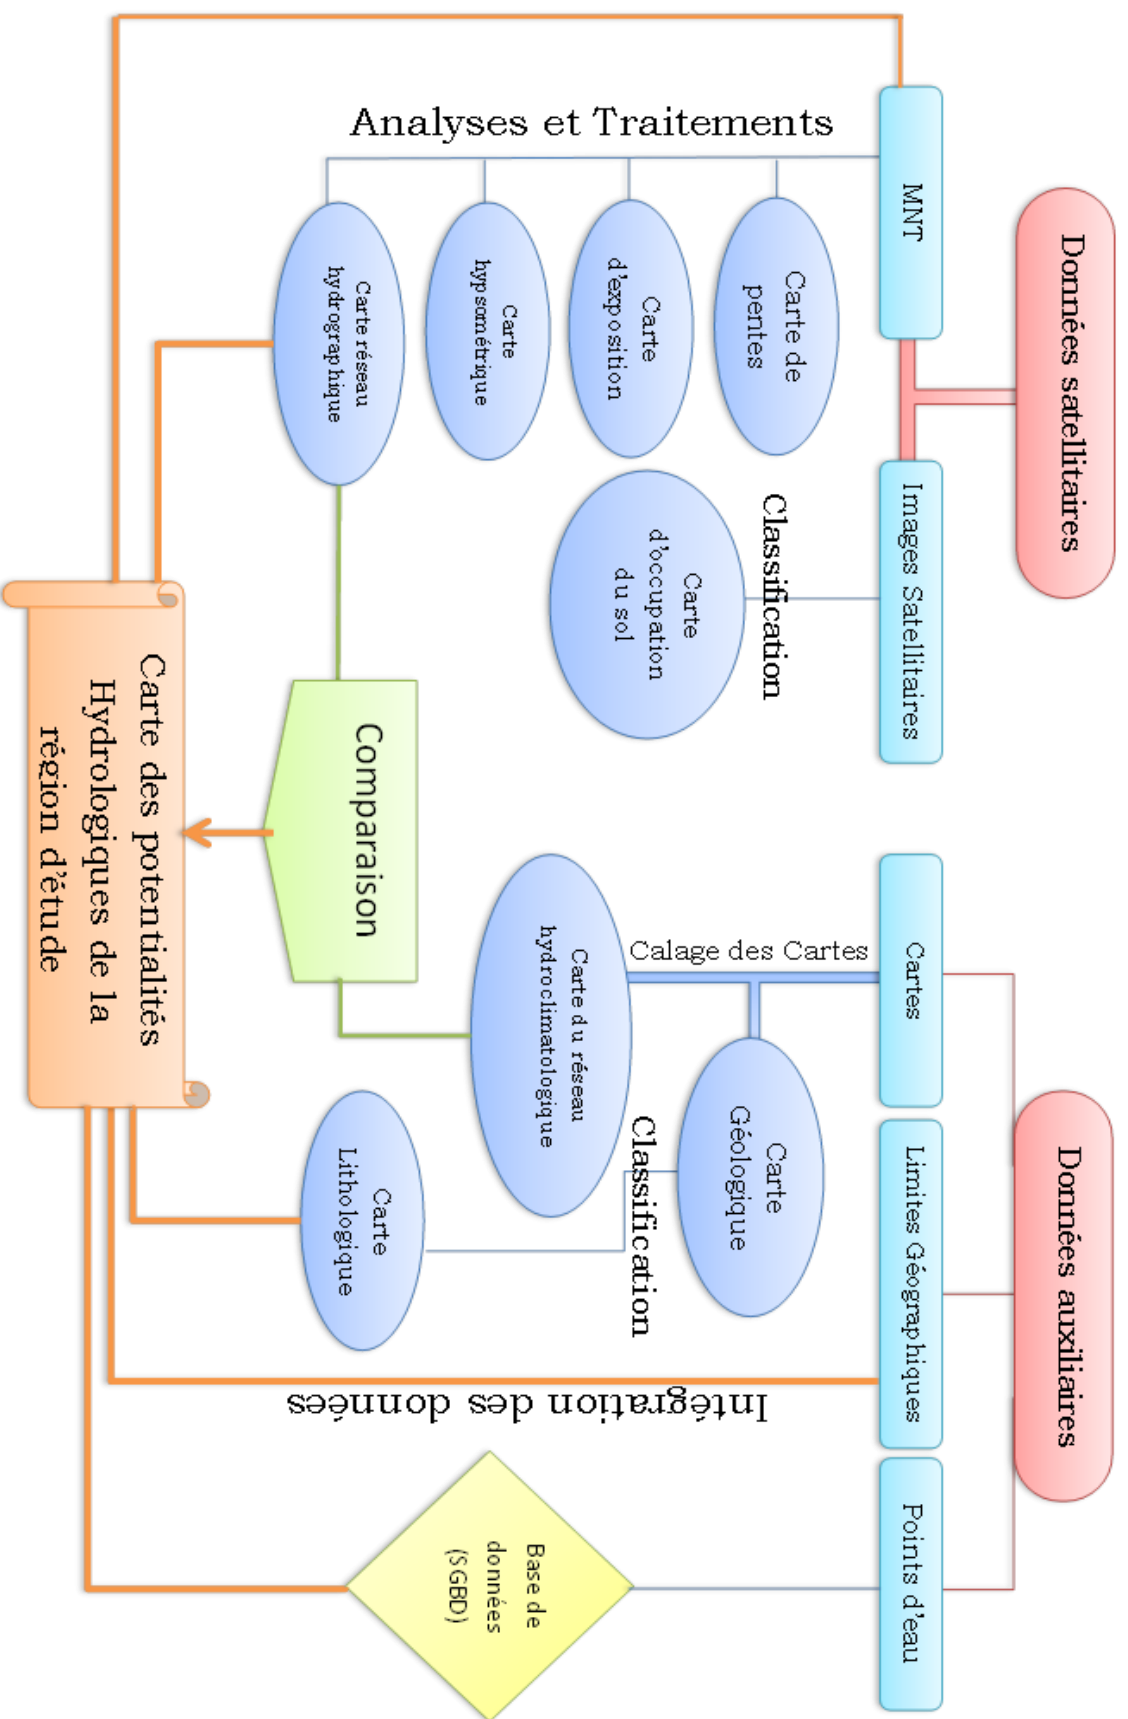 Données satellitaires
Données auxiliaires
MNT
Images Satellitaires
Cartes
Limites Géographiques
Points d'eau
Analyses et Traitements
Carte de
pentes
Carte
d'exposition
Carte
hypsométrique
Carte réseau
hydrographique
Classification
Carte
d'occupation
du sol
Calage des Cartes
Carte
Géologique
Carte du réseau
hydroclimatologique
Classification
Carte
Lithologique
Intégration des données
Base de
données
(SGBD)
Comparaison
Carte des potentialités
Hydrologiques de la
région d'étude